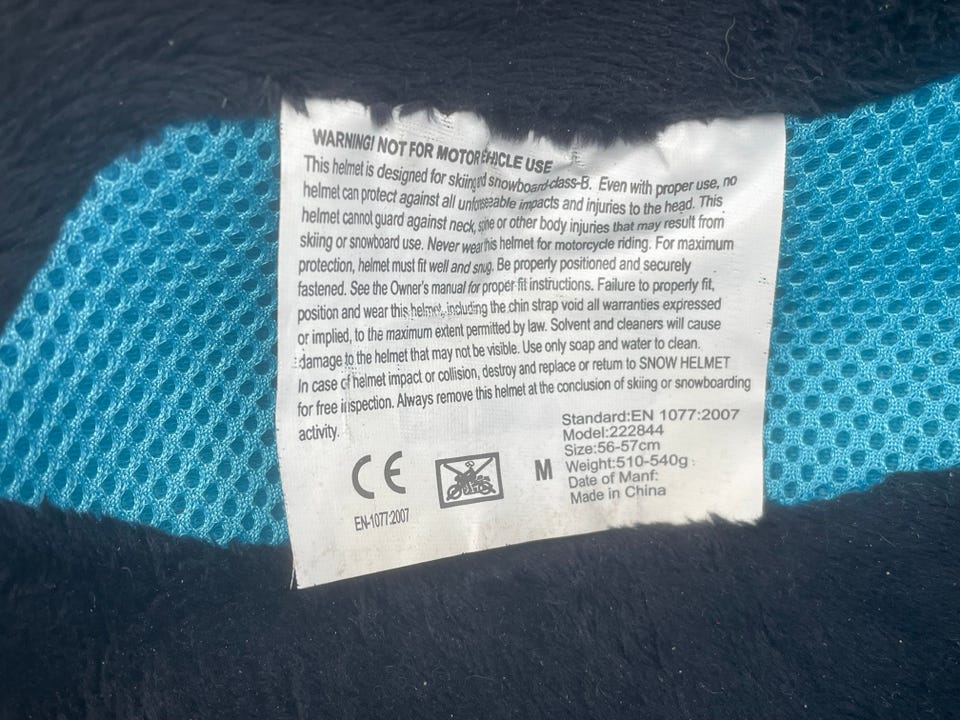 WARNING! NOT FOR MOTOR EHICLE USE
This helmet is designed for skiing nd snowboard-class-B. Even with proper use, no
helmet can protect against all unforeseeable impacts and injuries to the head. This
helmet cannot guard against neck, spine or other body injuries that may result from
skiing or snowboard use. Never wear this helmet for motorcycle riding. For maximum
protection, helmet must fit well and snug. Be properly positioned and securely
fastened. See the Owner's manual for proper fit instructions. Failure to properly fit,
position and wear this helmet, including the chin strap void all warranties expressed
or implied, to the maximum extent permitted by law. Solvent and cleaners will cause
damage to the helmet that may not be visible. Use only soap and water to clean.
In case of helmet impact or collision, destroy and replace or return to SNOW HELMET
for free inspection. Always remove this helmet at the conclusion of skiing or snowboarding
activity.
CE
EN-1077:2007
M
Standard:EN 1077:2007
Model:222844
Size:56-57cm
Weight:510-540g
Date of Manf:
Made in China